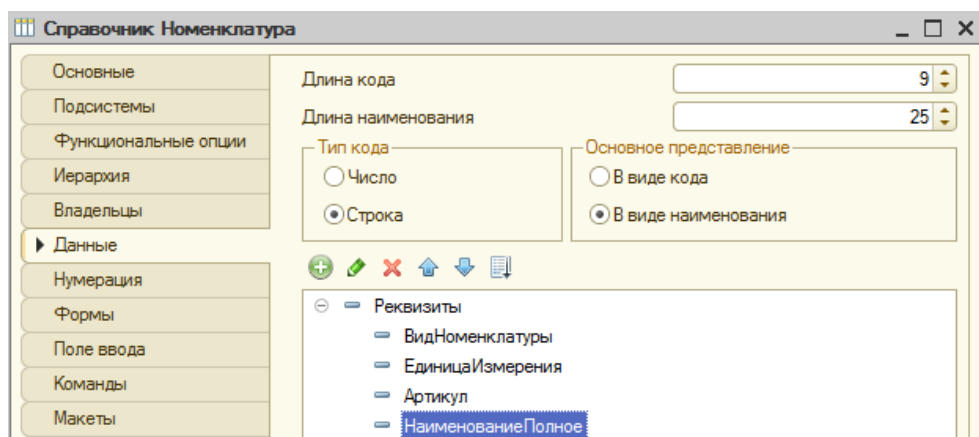 Справочник Номенклатура
Основные
Подсистемы
Функциональные опции
Иерархия
Владельцы
Данные
Нумерация
Формы
Поле ввода
Команды
Макеты
Длина кода 9
Длина наименования 25
Тип кода
Число
Строка
Основное представление
В виде кода
В виде наименования
Реквизиты
ВидНоменклатуры
ЕдиницаИзмерения
Артикул
НаименованиеПолное